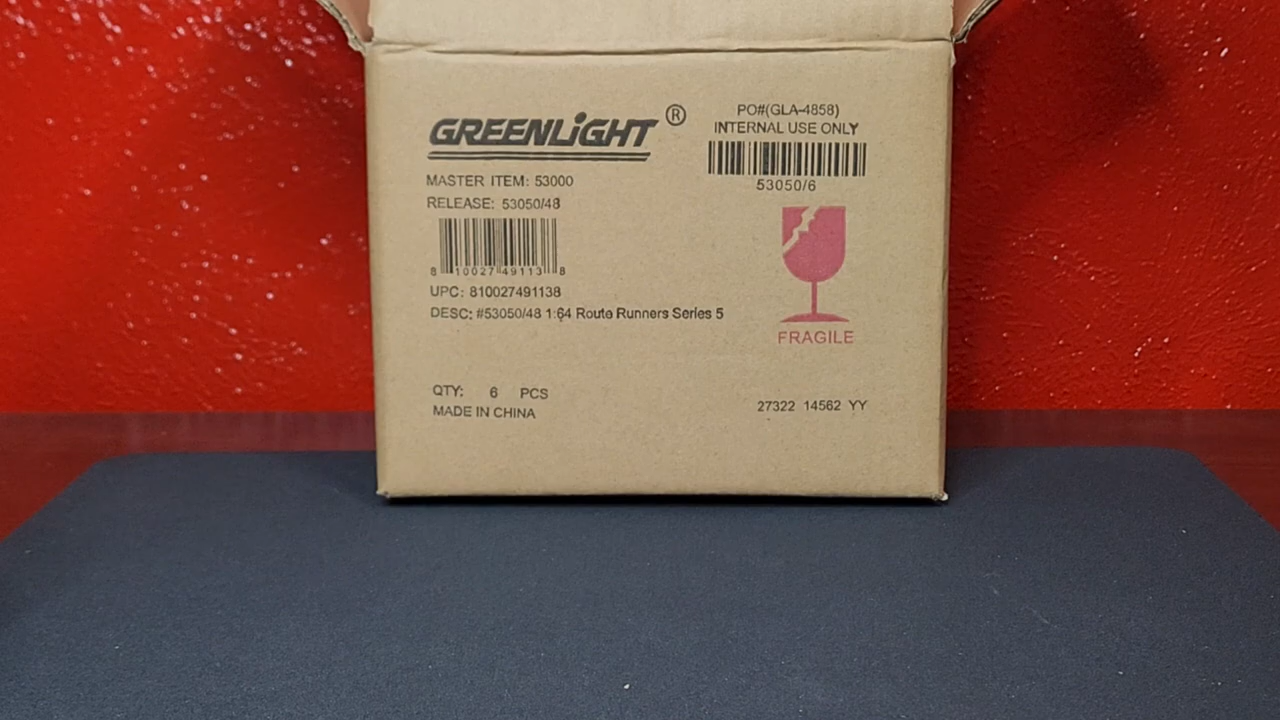 GREENLiGHT®
MASTER ITEM: 53000
RELEASE: 53050/48
8 10027 49113 8
UPC: 810027491138
DESC: #53050/48 1:64 Route Runners Series 5
QTY: 6 PCS
MADE IN CHINA
PO#(GLA-4858)
INTERNAL USE ONLY
53050/6
FRAGILE
27322 14562 YY